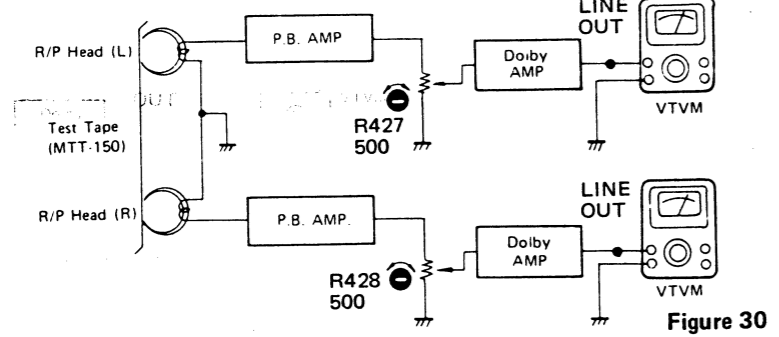 LINE
OUT
R/P Head (L)
P.B. AMP
Dolby
AMP
VTVM
R427
500
Test Tape
(MTT-150)
R/P Head (R)
P.B. AMP.
LINE
OUT
Dolby
AMP
VTVM
R428
500
Figure 30